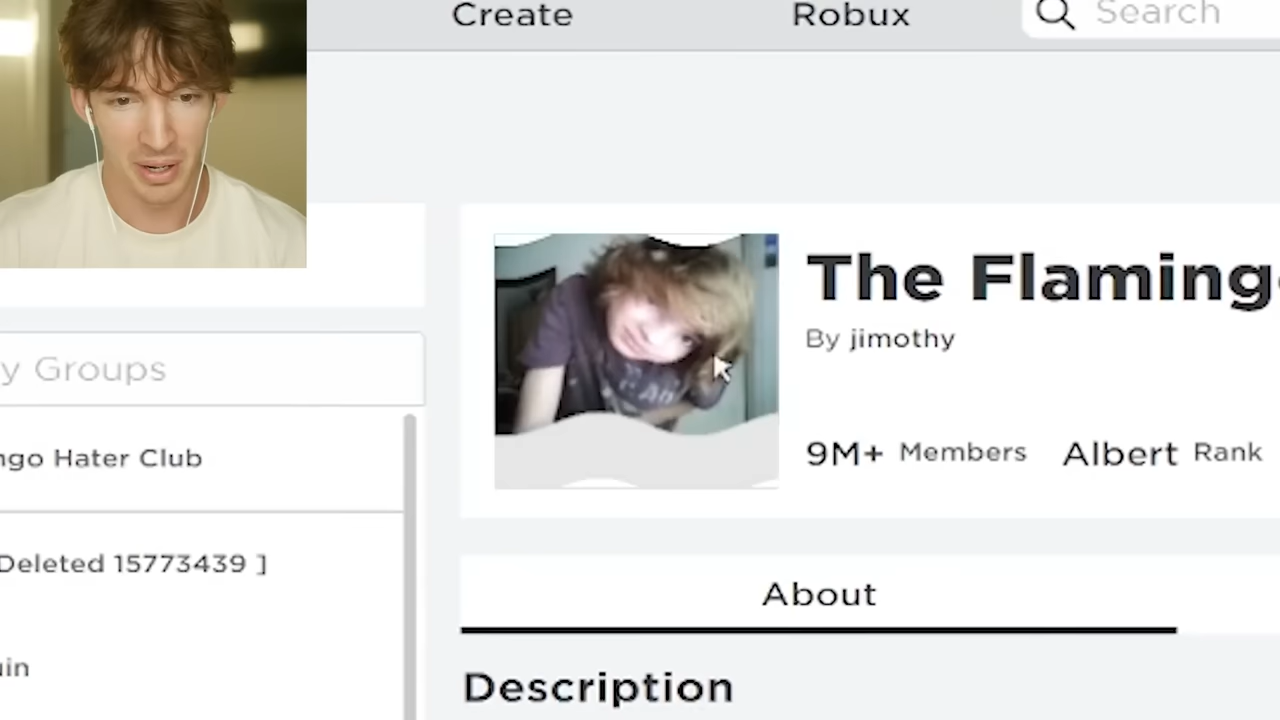 Create Robux Search
The Flaming
By jimothy
y Groups
9M+ Members Albert Rank
ngo Hater Club
Deleted 15773439 ]
About
uin
Description